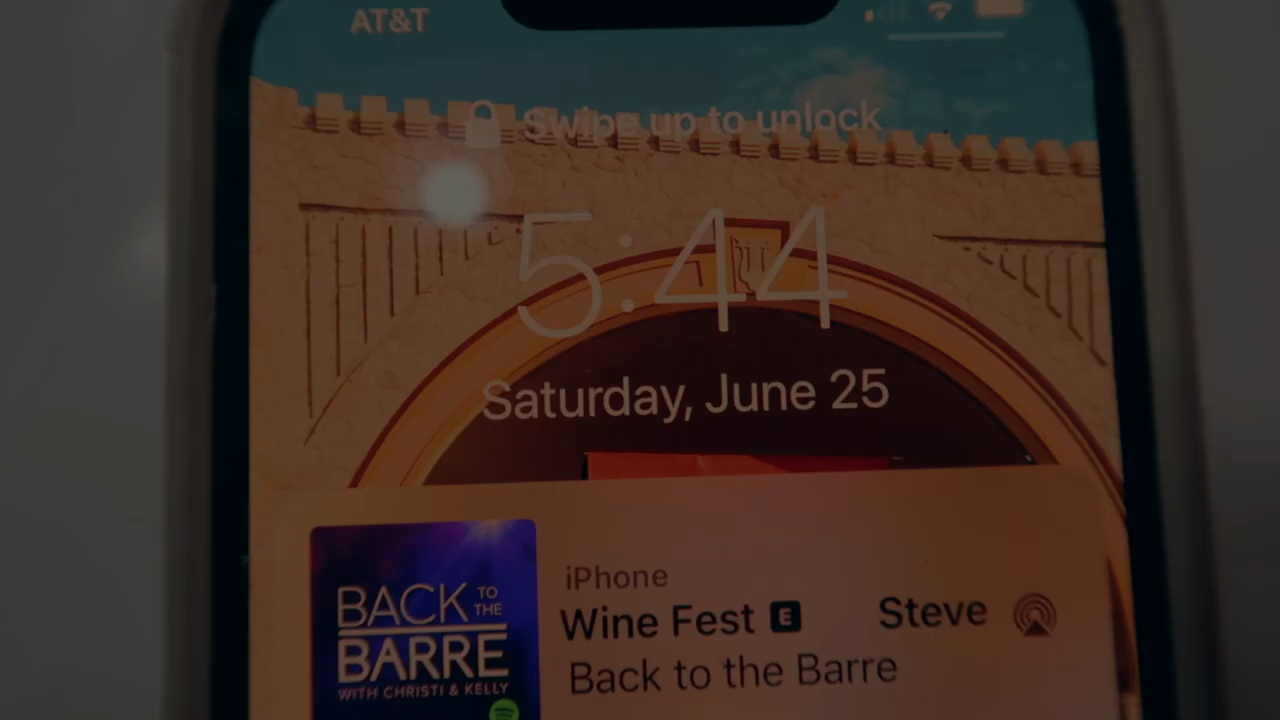 AT&T
Swipe up to unlock
5:44
Saturday, June 25
BACK TO THE
BARRE
WITH CHRISTI & KELLY
iPhone
Wine Fest E Steve
Back to the Barre